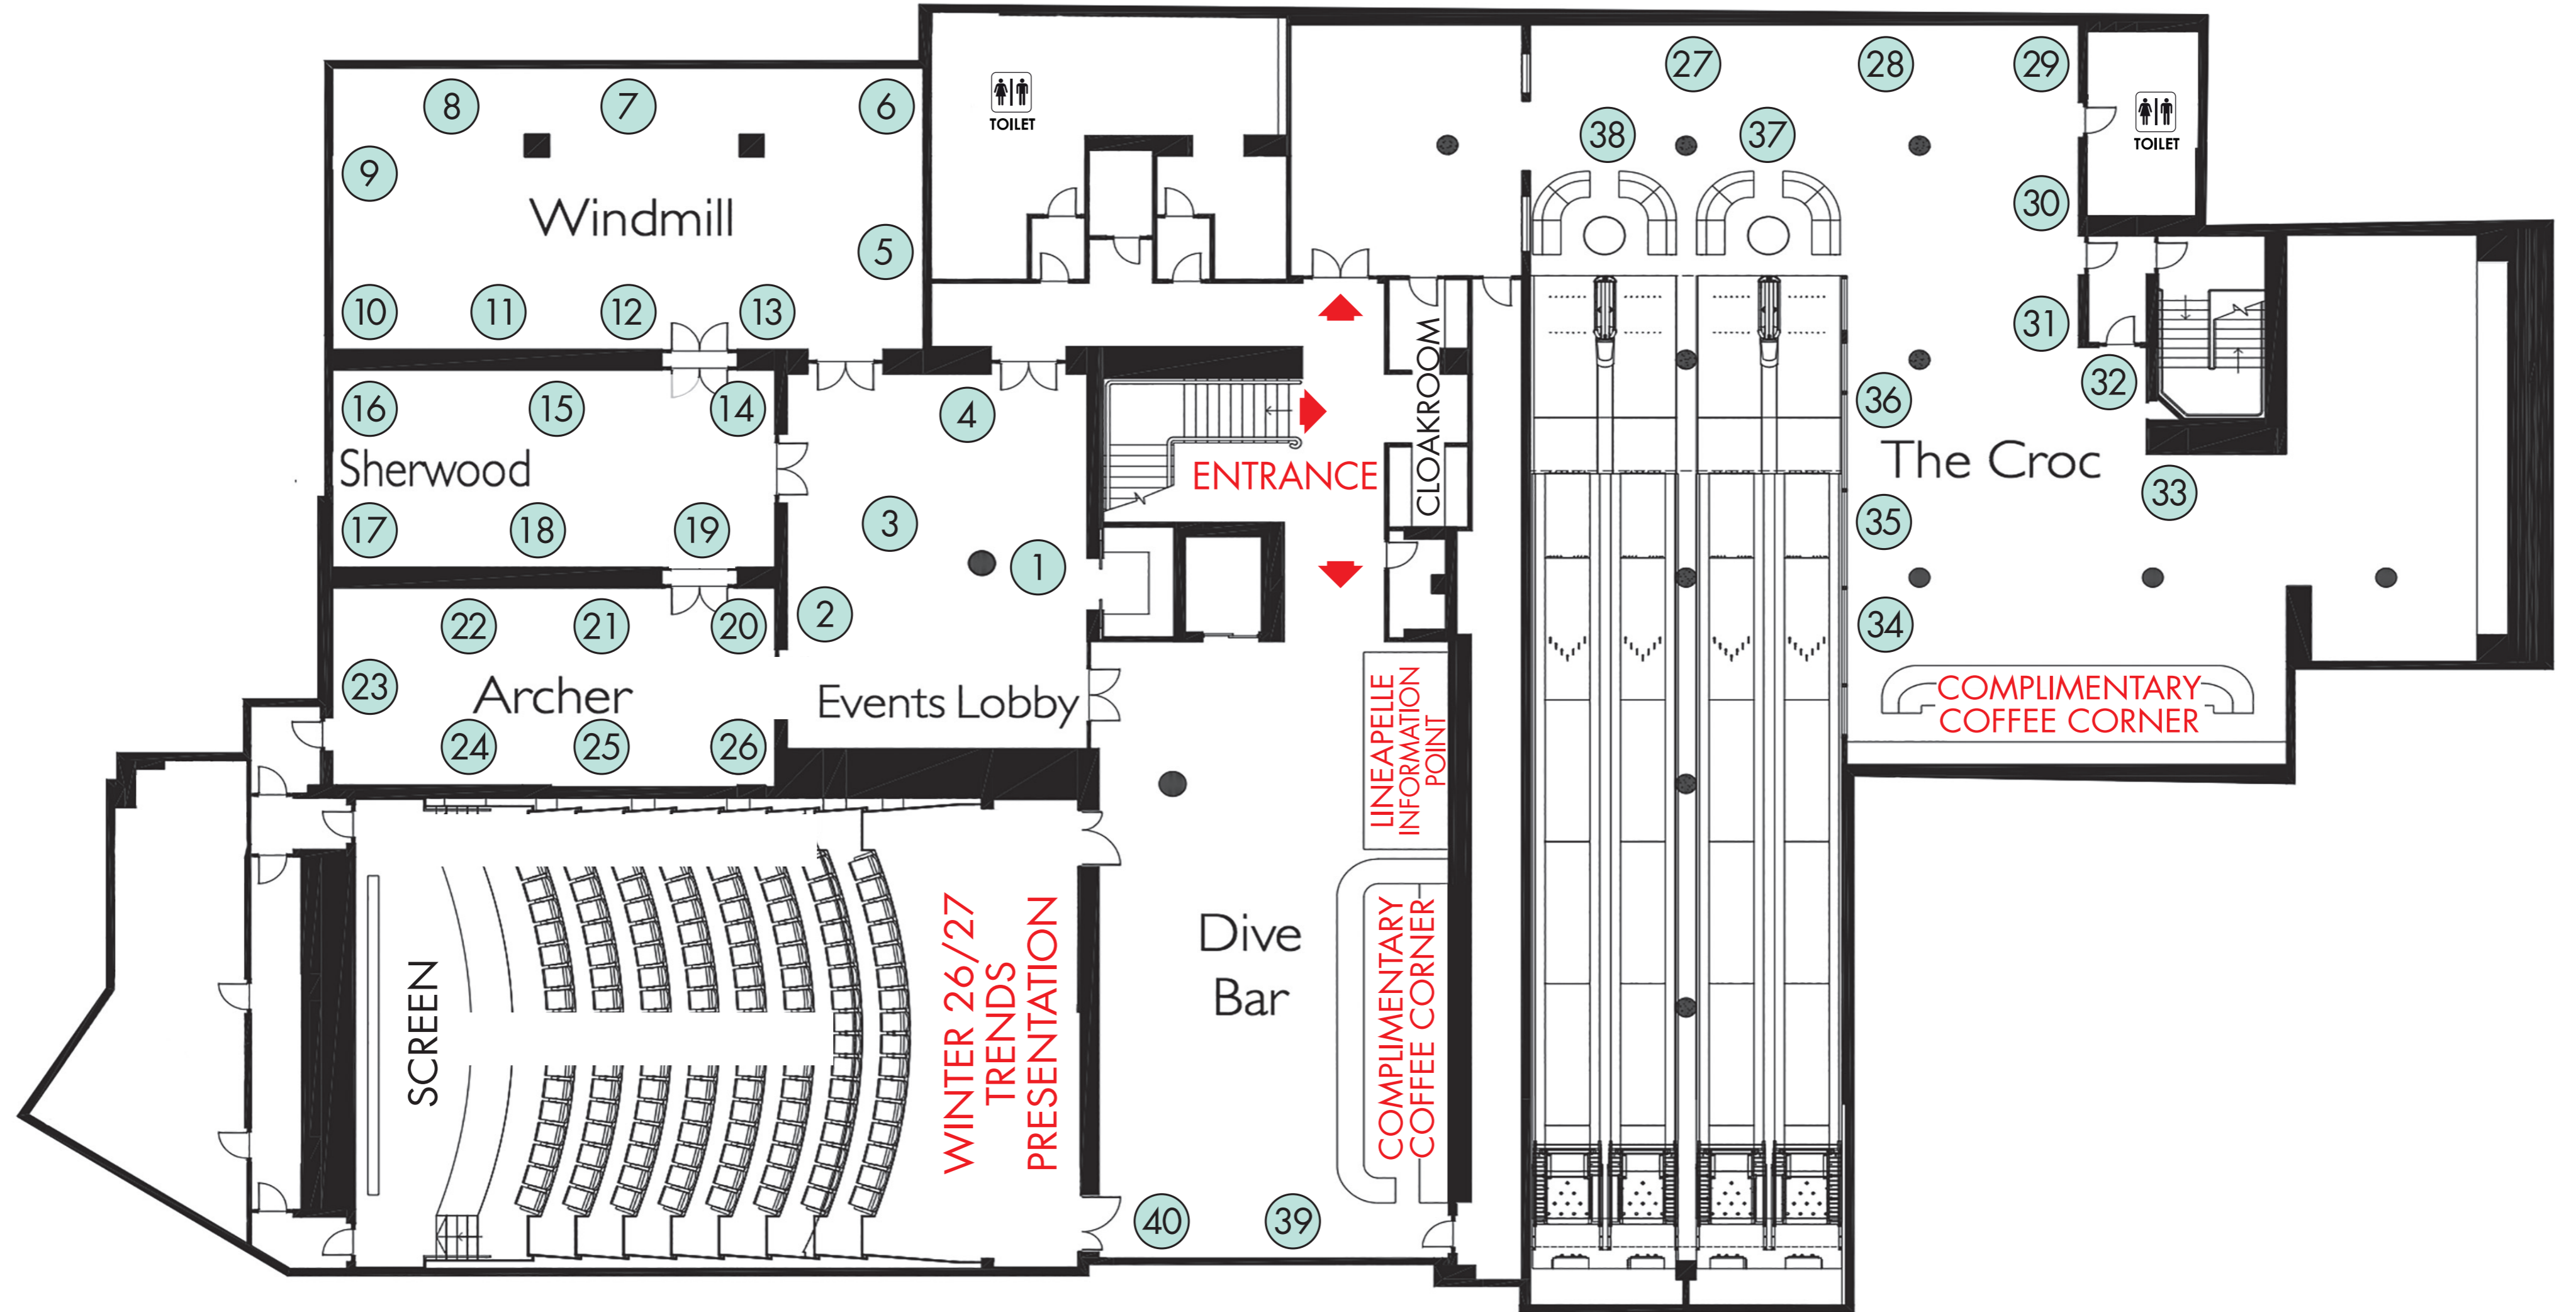 TOILET
27
28
29
TOILET
8
7
6
38
37
9
Windmill
30
5
10
11
12
13
31
32
16
15
14
4
CLOAKROOM
36
Sherwood
ENTRANCE
The Croc
17
18
19
3
35
33
1
22
21
20
2
34
23
Archer
Events Lobby
LINEAPELLE
INFORMATION
POINT
COMPLIMENTARY
COFFEE CORNER
24
25
26
SCREEN
WINTER 26/27
TRENDS
PRESENTATION
Dive
Bar
COMPLIMENTARY
COFFEE CORNER
40
39